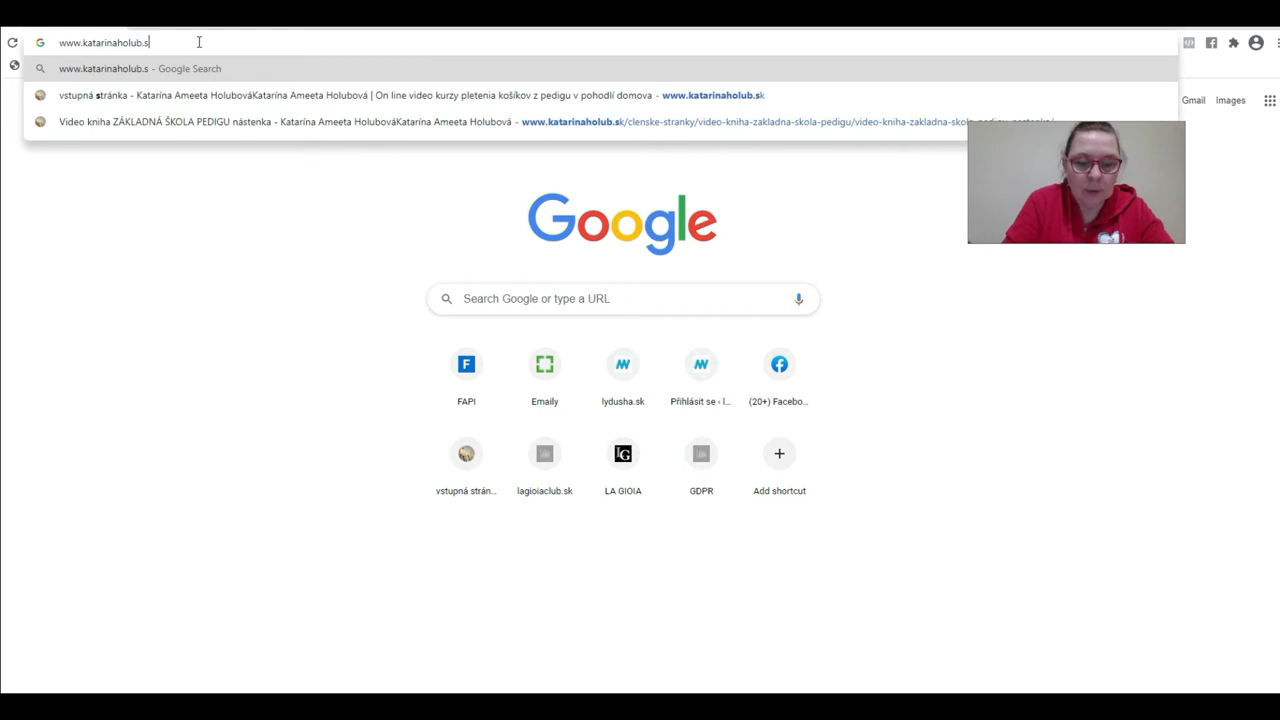 www.katarinaholub.s
www.katarinaholub.s - Google Search
vstupná stránka - Katarína Ameeta HolubováKatarína Ameeta Holubová | On line video kurzy pletenia košíkov z pedigu v pohodlí domova - www.katarinaholub.sk
Video kniha ZÁKLADNÁ ŠKOLA PEDIGU nástenka - Katarína Ameeta HolubováKatarína Ameeta Holubová - www.katarinaholub.sk/clenske-stranky/video-kniha-zakladna-skola-pedigu/video-kniha-zakladna-skola-pedigu-nastenka/
Gmail Images
Google
Search Google or type a URL
F
FAPI
Emaily
lydusha.sk
Přihlásit se ‹ l...
(20+) Facebo...
LG
vstupná strán...
lagioiaclub.sk
LA GIOIA
GDPR
Add shortcut